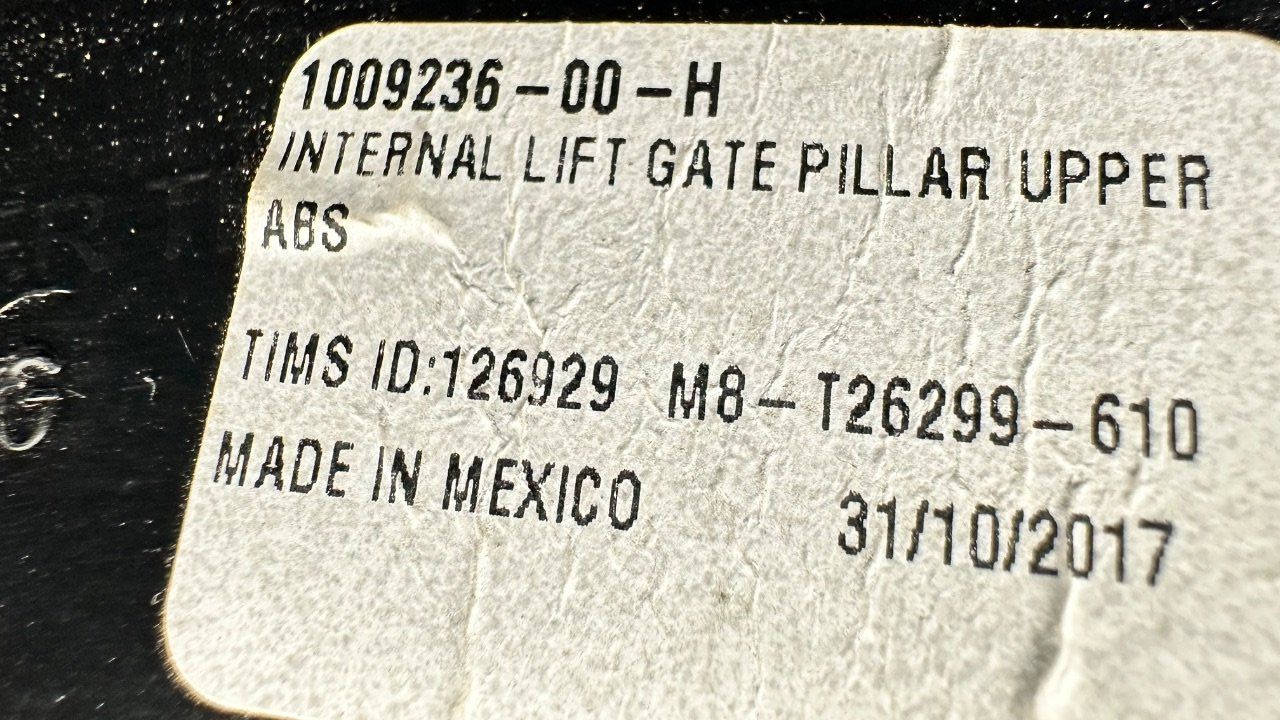 1009236-00-H
INTERNAL LIFT GATE PILLAR UPPER
ABS
TIMS ID:126929 M8-T26299-610
MADE IN MEXICO
31/10/2017